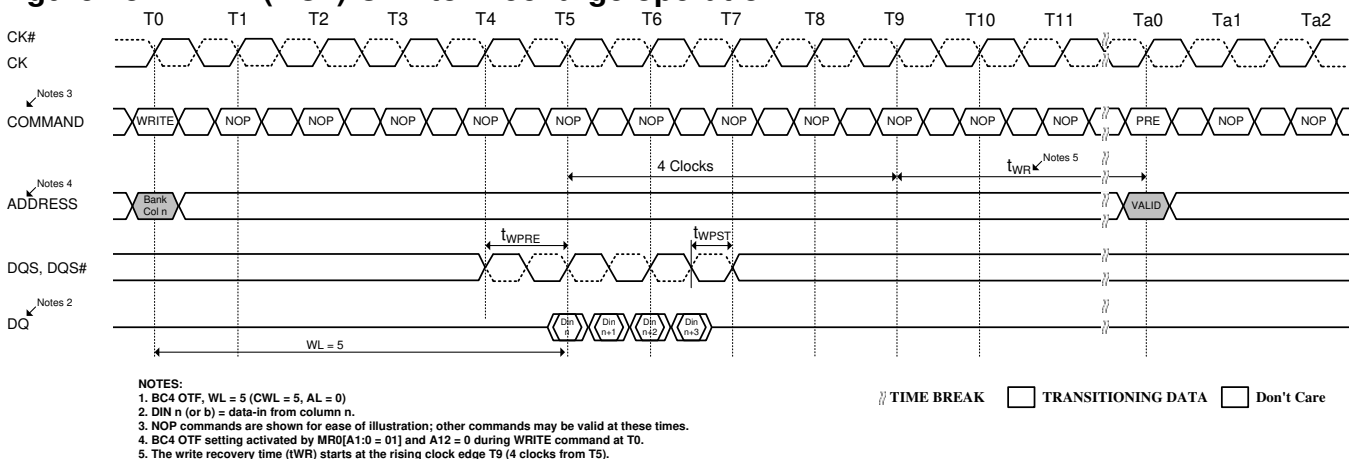 T0 T1 T2 T3 T4 T5 T6 T7 T8 T9 T10 T11 Ta0 Ta1 Ta2
CK#
CK
Notes 3
COMMAND
WRITE NOP NOP NOP NOP NOP NOP NOP NOP NOP NOP NOP PRE NOP NOP
4 Clocks
tWR
Notes 5
Notes 4
ADDRESS
Bank
Col n
VALID
tWPRE
tWPST
DQS, DQS#
Notes 2
DQ
Din
n
Din
n+1
Din
n+2
Din
n+3
WL = 5
NOTES:
1. BC4 OTF, WL = 5 (CWL = 5, AL = 0)
2. DIN n (or b) = data-in from column n.
3. NOP commands are shown for ease of illustration; other commands may be valid at these times.
4. BC4 OTF setting activated by MR0[A1:0 = 01] and A12 = 0 during WRITE command at T0.
5. The write recovery time (tWR) starts at the rising clock edge T9 (4 clocks from T5).
TIME BREAK
TRANSITIONING DATA
Don't Care